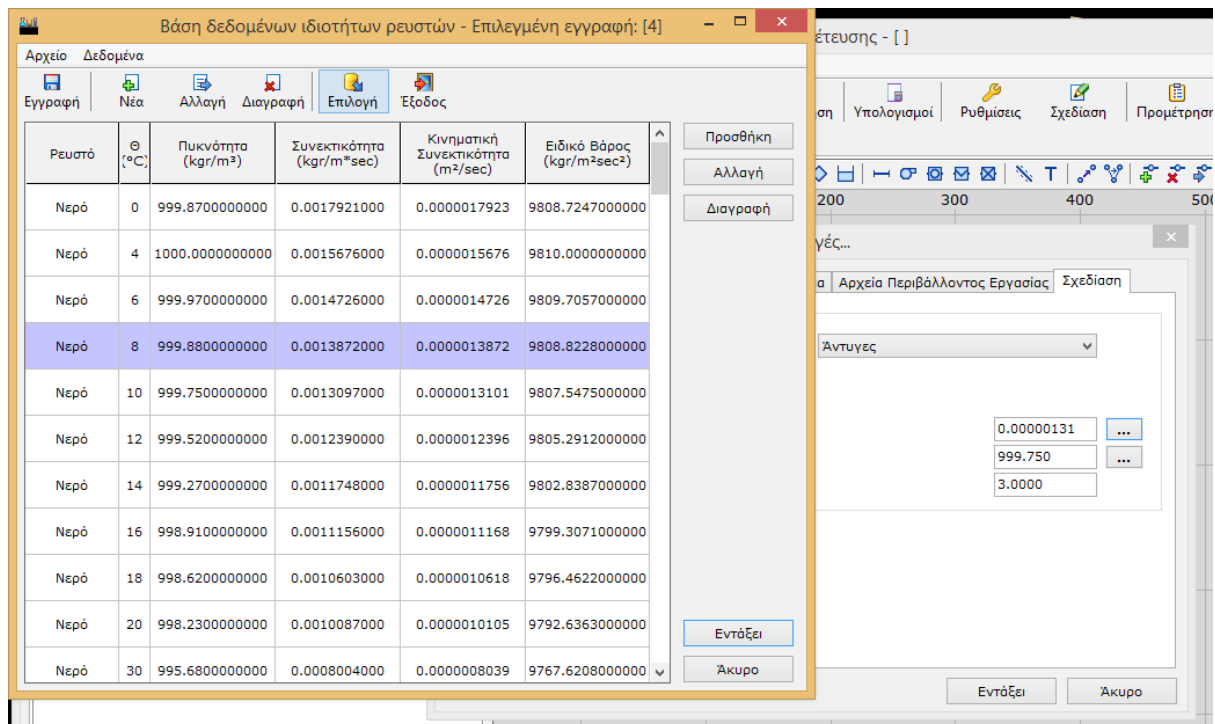 Βάση δεδομένων ιδιοτήτων ρευστών - Επιλεγμένη εγγραφή: [4]
Αρχείο Δεδομένα
Εγγραφή Νέα Αλλαγή Διαγραφή Επιλογή Έξοδος
Ρευστό Θ (°C) Πυκνότητα (kgr/m³) Συνεκτικότητα (kgr/m*sec) Κινηματική Συνεκτικότητα (m²/sec) Ειδικό Βάρος (kgr/m²sec²)
Νερό 0 999.8700000000 0.0017921000 0.0000017923 9808.7247000000
Νερό 4 1000.0000000000 0.0015676000 0.0000015676 9810.0000000000
Νερό 6 999.9700000000 0.0014726000 0.0000014726 9809.7057000000
Νερό 8 999.8800000000 0.0013872000 0.0000013872 9808.8228000000
Νερό 10 999.7500000000 0.0013097000 0.0000013101 9807.5475000000
Νερό 12 999.5200000000 0.0012390000 0.0000012396 9805.2912000000
Νερό 14 999.2700000000 0.0011748000 0.0000011756 9802.8387000000
Νερό 16 998.9100000000 0.0011156000 0.0000011168 9799.3071000000
Νερό 18 998.6200000000 0.0010603000 0.0000010618 9796.4622000000
Νερό 20 998.2300000000 0.0010087000 0.0000010105 9792.6363000000
Νερό 30 995.6800000000 0.0008004000 0.0000008039 9767.6208000000
Προσθήκη
Αλλαγή
Διαγραφή
Εντάξει
Άκυρο
έτευσης - [ ]
ση Υπολογισμοί Ρυθμίσεις Σχεδίαση Προμέτρηση
T
200 300 400 500
γές...
α Αρχεία Περιβάλλοντος Εργασίας Σχεδίαση
Άντυγες
0.00000131 ...
999.750 ...
3.0000
Εντάξει Άκυρο